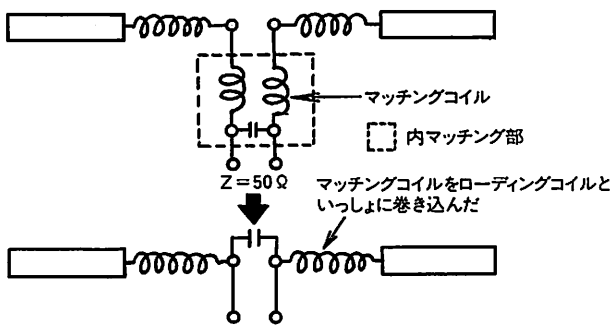 マッチングコイル
内マッチング部
Z=50Ω
マッチングコイルをローディングコイルと
いっしょに巻き込んだ